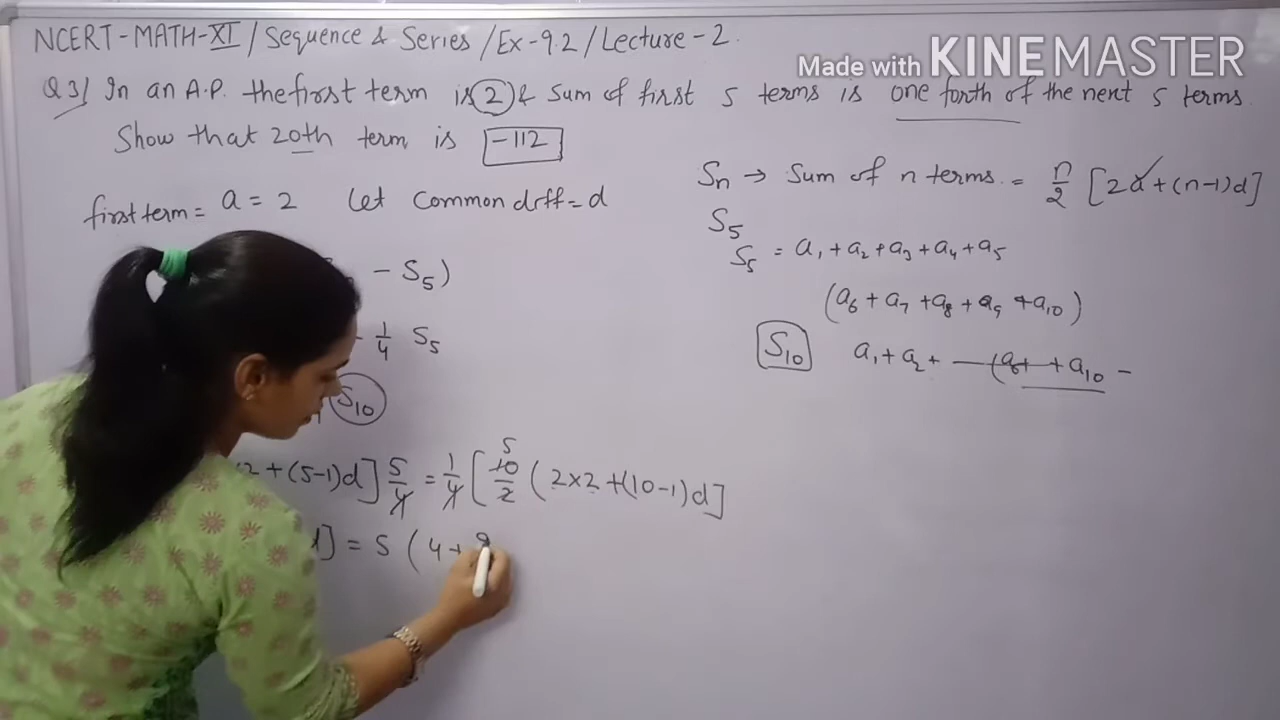 NCERT-MATH-XI / Sequence & Series / Ex-9.2 / Lecture-2.
Made with KINEMASTER
Q 3/ In an A.P. the first term is 2 & sum of first 5 terms is one forth of the next 5 terms.
Show that 20th term is -112
first term = a = 2 Let Common diff = d
Sn → Sum of n terms. = n/2 [2a+(n-1)d]
S5
S5 = a1 + a2 + a3 + a4 + a5
- S5)
(a6 + a7 + a8 + a9 + a10)
1/4 S5
S10 a1 + a2 + — (a6+ + a10 -
S10
2 + (5-1)d] 5/4 = 1/4 [ 5 10/2 ( 2×2 + (10-1)d]
] = 5 ( 4 + 9